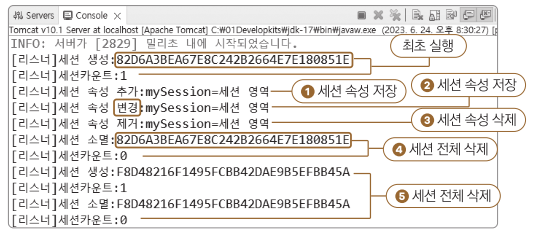 Servers Console
Tomcat v10.1 Server at localhost [Apache Tomcat] C:\01Developkits\jdk-17\bin\javaw.exe (2023. 6. 24. 오후 8:30:27)
INFO: 서버가 [2829] 밀리초 내에 시작되었습니다.
최초 실행
[리스너]세션 생성:82D6A3BEA67E8C242B2664E7E180851E
[리스너]세션카운트:1
❷ 세션 속성 저장
[리스너]세션 속성 추가:mySession=세션 영역
❶ 세션 속성 저장
[리스너]세션 속성 변경:mySession=세션 영역
[리스너]세션 속성 제거:mySession=세션 영역
❸ 세션 속성 삭제
[리스너]세션 소멸:82D6A3BEA67E8C242B2664E7E180851E
❹ 세션 전체 삭제
[리스너]세션카운트:0
[리스너]세션 생성:F8D48216F1495FCBB42DAE9B5EFBB45A
[리스너]세션카운트:1
❺ 세션 전체 삭제
[리스너]세션 소멸:F8D48216F1495FCBB42DAE9B5EFBB45A
[리스너]세션카운트:0